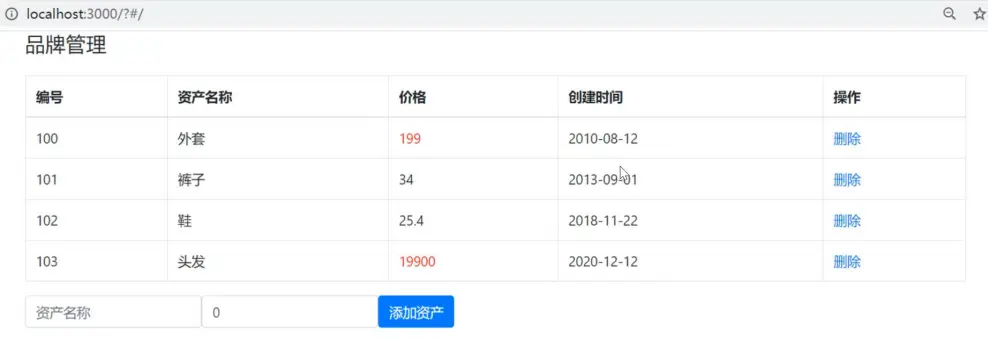 localhost:3000/?#/
品牌管理
编号 资产名称 价格 创建时间 操作
100 外套 199 2010-08-12 删除
101 裤子 34 2013-09-01 删除
102 鞋 25.4 2018-11-22 删除
103 头发 19900 2020-12-12 删除
资产名称 0 添加资产